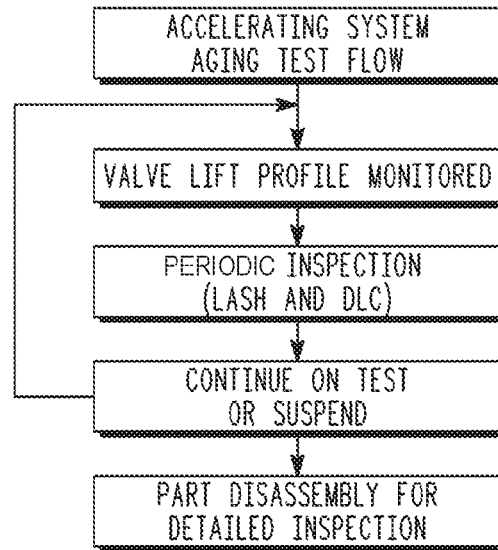 ACCELERATING SYSTEM
AGING TEST FLOW
VALVE LIFT PROFILE MONITORED
PERIODIC INSPECTION
(LASH AND DLC)
CONTINUE ON TEST
OR SUSPEND
PART DISASSEMBLY FOR
DETAILED INSPECTION